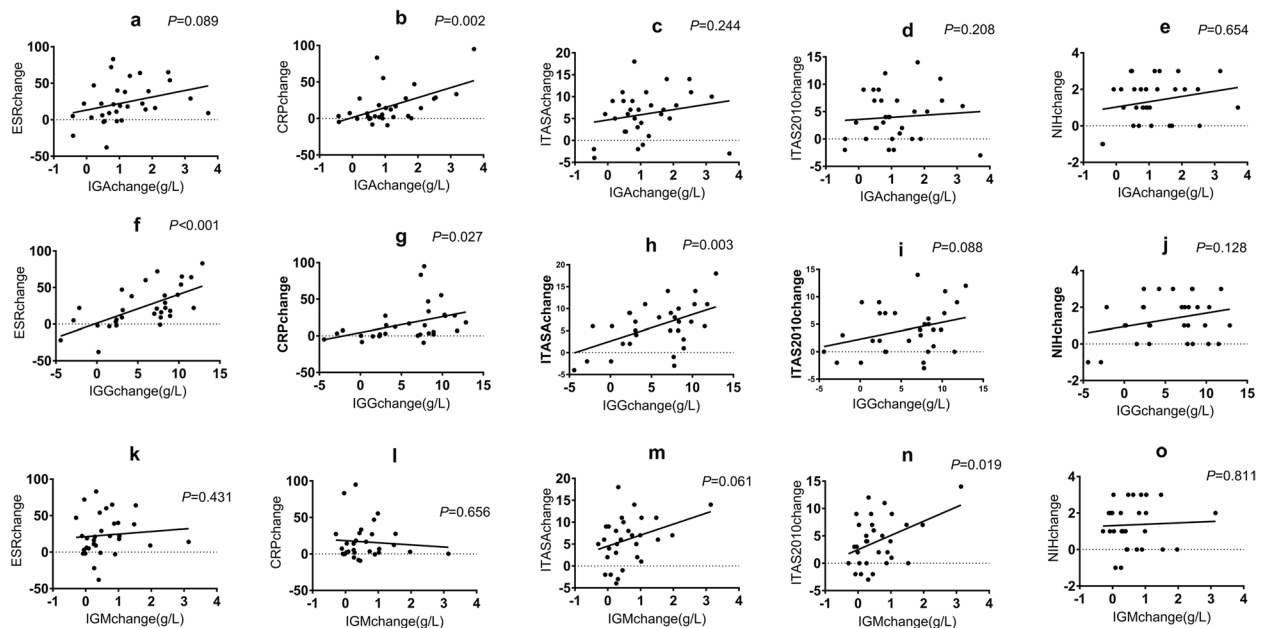 a
P=0.089
ESRchange
100
50
0
-50
-1 0 1 2 3 4
IGAchange(g/L)
b
P=0.002
CRPchange
100
50
0
-50
-1 0 1 2 3 4
IGAchange(g/L)
c
P=0.244
ITASAchange
20
15
10
5
0
-5
-1 0 1 2 3 4
IGAchange(g/L)
d
P=0.208
ITAS2010change
15
10
5
0
-5
-1 0 1 2 3 4
IGAchange(g/L)
e
P=0.654
NIHchange
4
2
0
-2
-1 0 1 2 3 4
IGAchange(g/L)
f
P<0.001
ESRchange
100
50
0
-50
-5 0 5 10 15
IGGchange(g/L)
g
P=0.027
CRPchange
100
50
0
-50
-5 0 5 10 15
IGGchange(g/L)
h
P=0.003
ITASAchange
20
15
10
5
0
-5
-5 0 5 10 15
IGGchange(g/L)
i
P=0.088
ITAS2010change
15
10
5
0
-5
-5 0 5 10 15
IGGchange(g/L)
j
P=0.128
NIHchange
4
2
0
-2
-5 0 5 10 15
IGGchange(g/L)
k
P=0.431
ESRchange
100
50
0
-50
-1 0 1 2 3 4
IGMchange(g/L)
l
P=0.656
CRPchange
100
50
0
-50
-1 0 1 2 3 4
IGMchange(g/L)
m
P=0.061
ITASAchange
20
15
10
5
0
-5
-1 0 1 2 3 4
IGMchange(g/L)
n
P=0.019
ITAS2010change
15
10
5
0
-5
-1 0 1 2 3 4
IGMchange(g/L)
o
P=0.811
NIHchange
4
2
0
-2
-1 0 1 2 3 4
IGMchange(g/L)